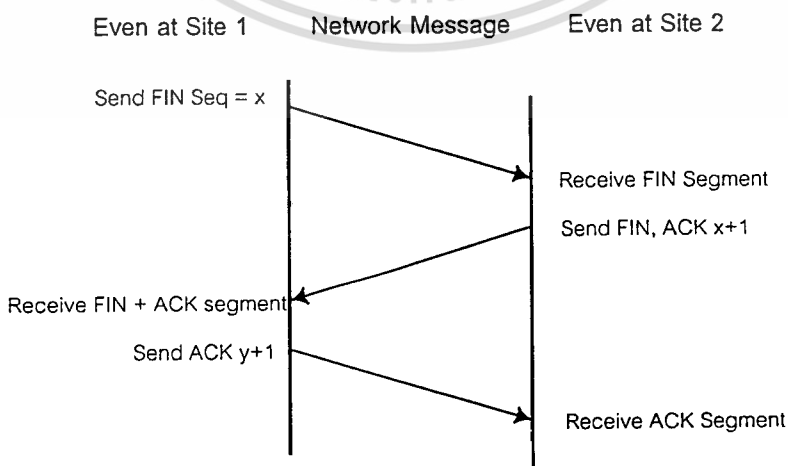 Even at Site 1 Network Message Even at Site 2
Send FIN Seq = x
Receive FIN Segment
Send FIN, ACK x+1
Receive FIN + ACK segment
Send ACK y+1
Receive ACK Segment